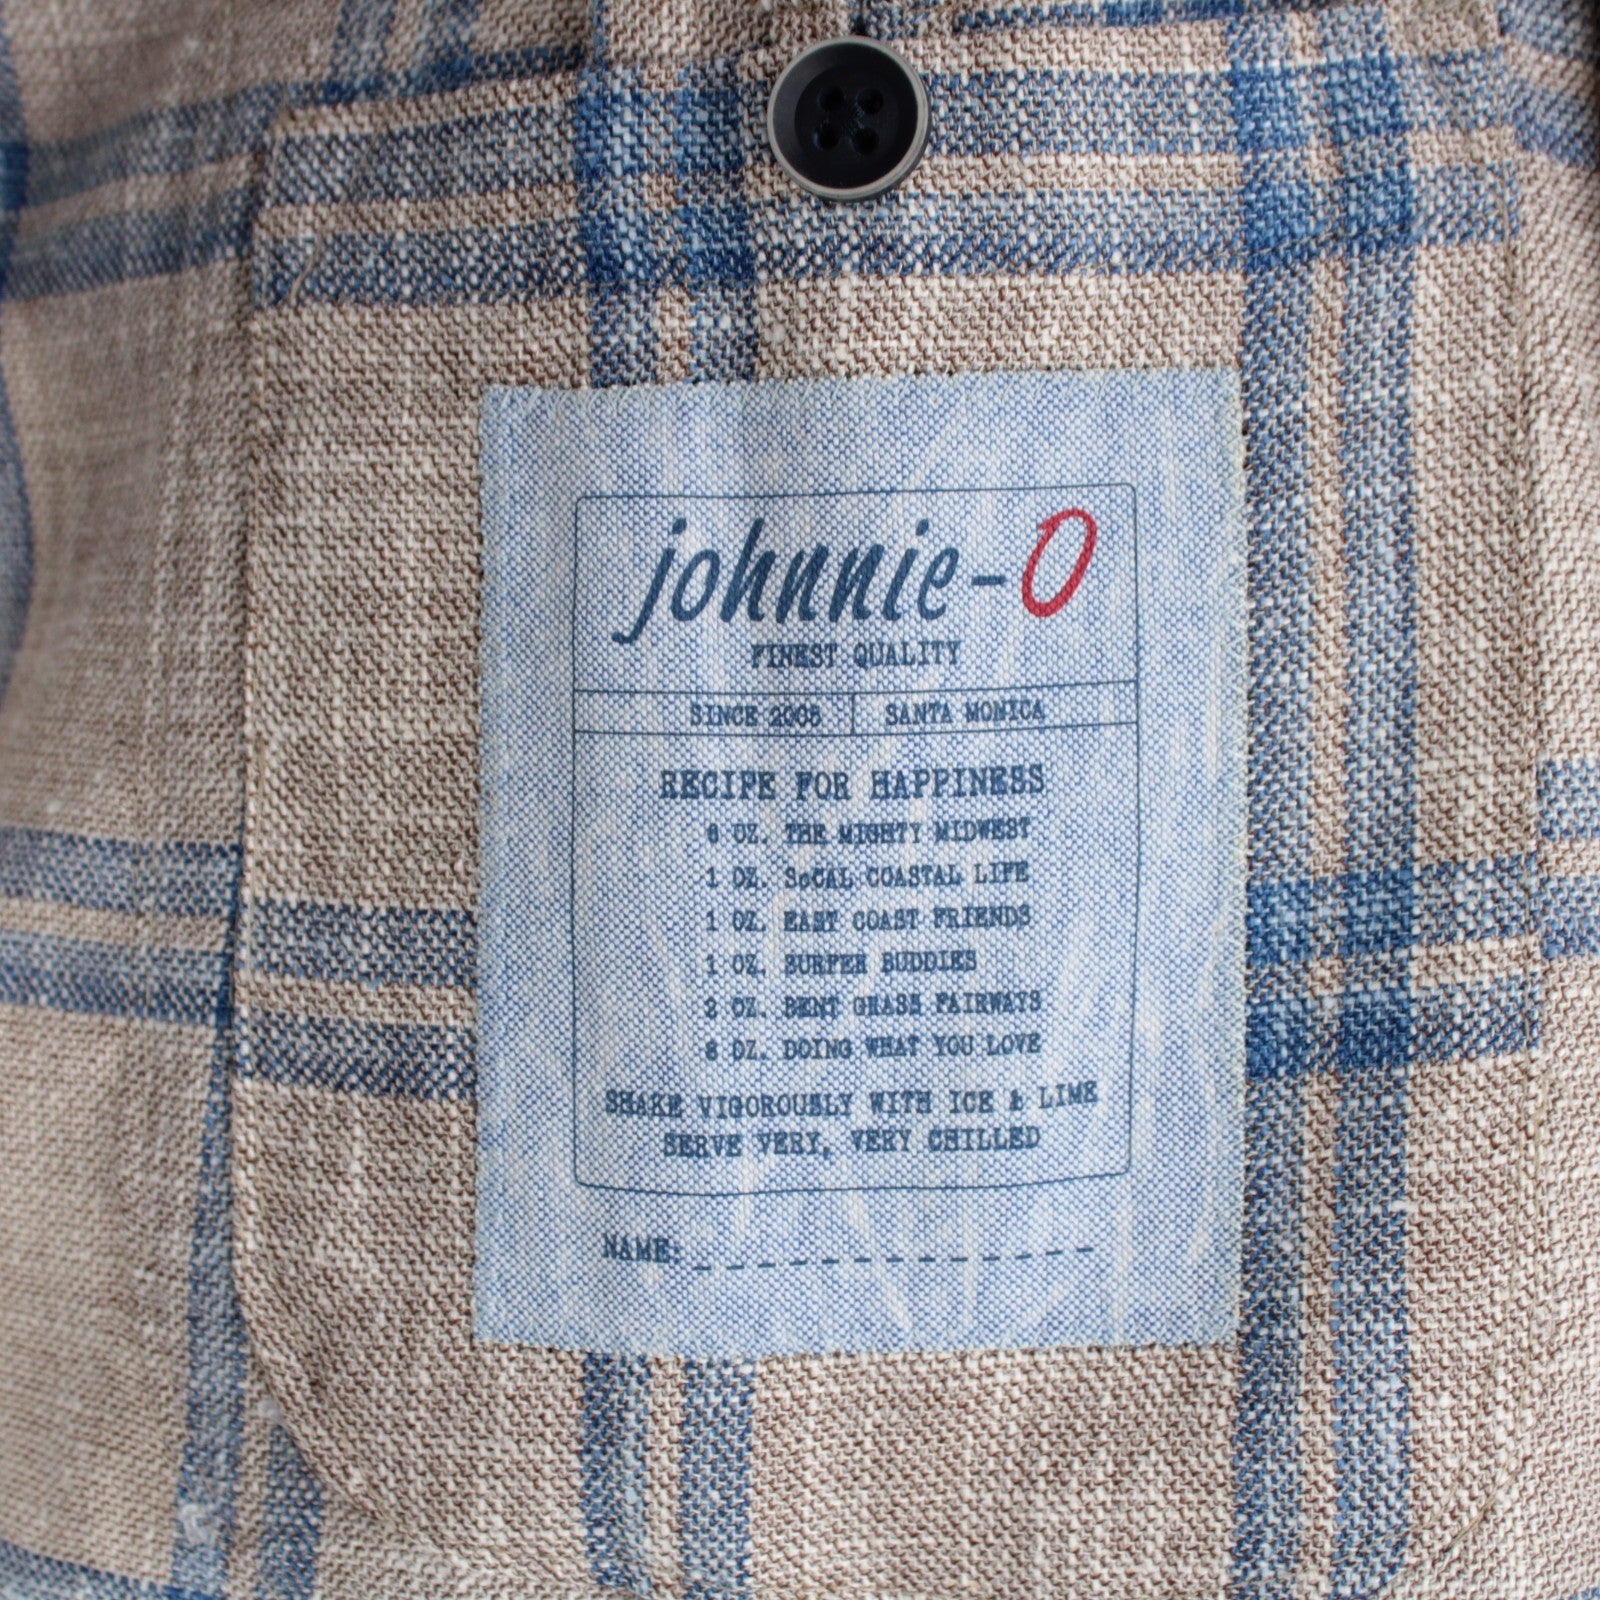 johnnie-O
FINEST QUALITY
SINCE 2005 SANTA MONICA
RECIPE FOR HAPPINESS
6 OZ. THE MIGHTY MIDWEST
1 OZ. SoCAL COASTAL LIFE
1 OZ. EAST COAST FRIENDS
1 OZ. SURFER BUDDIES
2 OZ. BENT GRASS FAIRWAYS
6 OZ. DOING WHAT YOU LOVE
SHAKE VIGOROUSLY WITH ICE & LIME
SERVE VERY, VERY CHILLED
NAME: